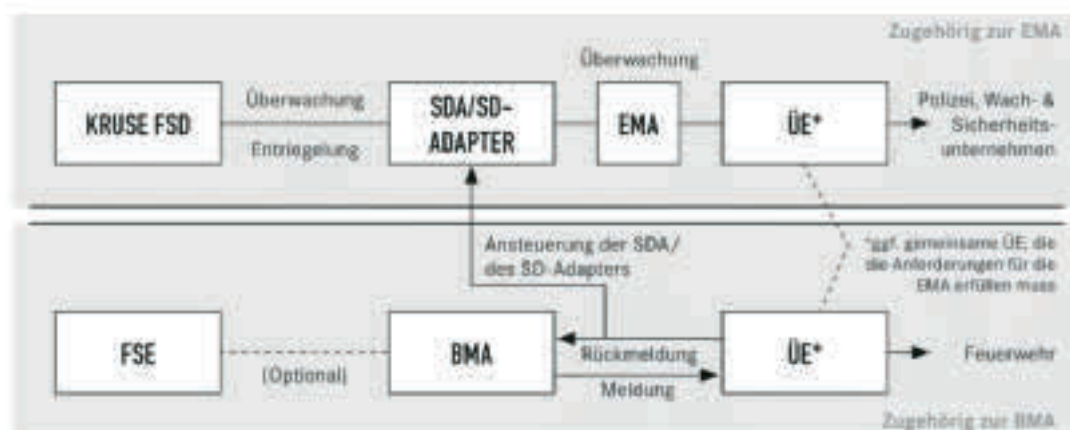 Zugehörig zur EMA
Überwachung
KRUSE FSD
Überwachung
Entriegelung
SDA/SD-
ADAPTER
EMA
ÜE*
Polizei, Wach- &
Sicherheits-
unternehmen
Ansteuerung der SDA/
des SD-Adapters
*ggf. gemeinsame ÜE, die
die Anforderungen für die
EMA erfüllen muss
FSE
(Optional)
BMA
Rückmeldung
Meldung
ÜE*
Feuerwehr
Zugehörig zur BMA